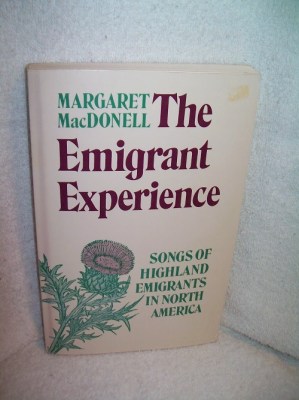 MARGARET
MacDONELL
The
Emigrant
Experience
SONGS OF
HIGHLAND
EMIGRANTS
IN NORTH
AMERICA